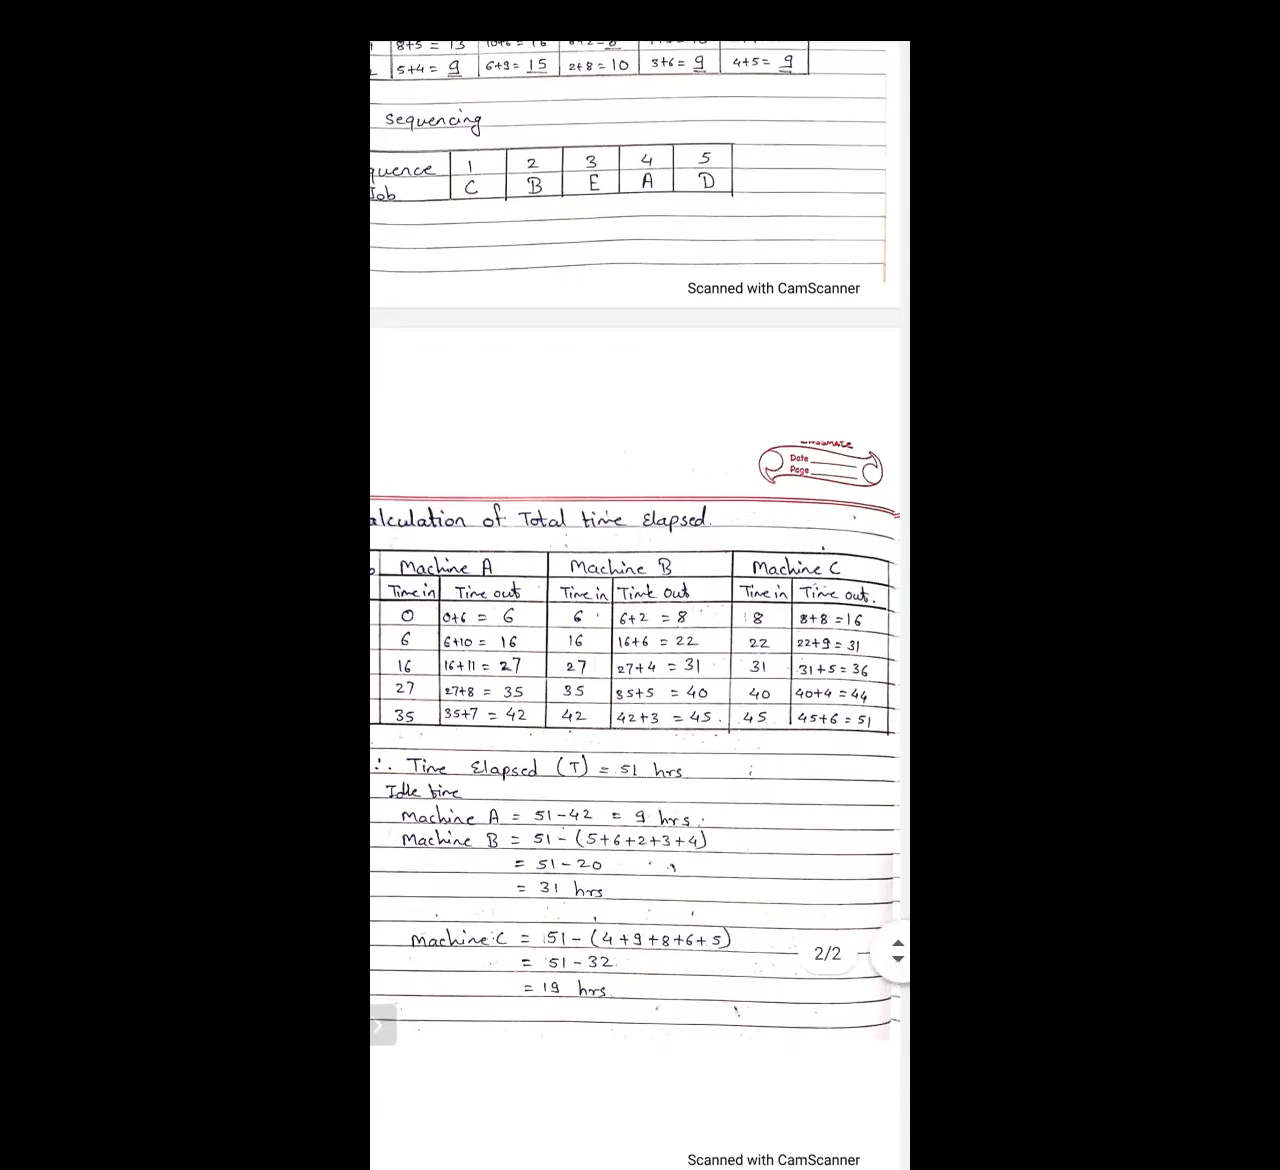 8+5 = 13 10+6 = 16
5+4 = 9 6+9 = 15 2+8 = 10 3+6 = 9 4+5 = 9
Sequencing
quence 1 2 3 4 5
Job C B E A D
Scanned with CamScanner
classmate
Date
Page
alculation of Total time Elapsed.
Machine A Machine B Machine C
Time in Time out Time in Time Out Time in Time out.
0 0+6 = 6 6 6+2 = 8 8 8+8 = 16
6 6+10 = 16 16 16+6 = 22 22 22+9 = 31
16 16+11 = 27 27 27+4 = 31 31 31+5 = 36
27 27+8 = 35 35 35+5 = 40 40 40+4 = 44
35 35+7 = 42 42 42+3 = 45. 45 45+6 = 51
∴ Time Elapsed (T) = 51 hrs
Idle time
Machine A = 51-42 = 9 hrs.
Machine B = 51 - (5+6+2+3+4)
= 51-20
= 31 hrs
Machine C = 51 - (4+9+8+6+5)
= 51-32
2/2
= 19 hrs.
Scanned with CamScanner